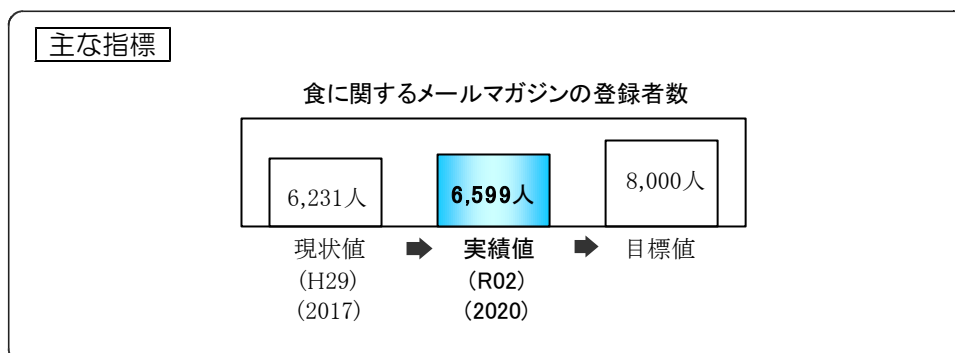 主な指標
食に関するメールマガジンの登録者数
6,231人 6,599人 8,000人
現状値 ➡ 実績値 ➡ 目標値
(H29) (R02)
(2017) (2020)